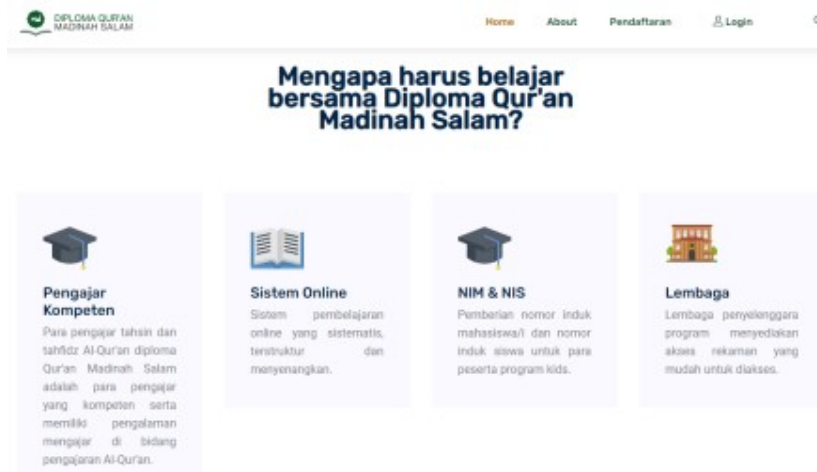 DIPLOMA QUR'AN
MADINAH SALAM
Home About Pendaftaran Login
Mengapa harus belajar
bersama Diploma Qur'an
Madinah Salam?
Pengajar
Kompeten
Para pengajar tahsin dan
tahfidz Al-Qur'an diploma
Qur'an Madinah Salam
adalah para pengajar
yang kompeten serta
memiliki pengalaman
mengajar di bidang
pengajaran Al-Qur'an.
Sistem Online
Sistem pembelajaran
online yang sistematis,
terstruktur dan
menyenangkan.
NIM & NIS
Pemberian nomor induk
mahasiswa/i dan nomor
induk siswa untuk para
peserta program kids.
Lembaga
Lembaga penyelenggara
program menyediakan
akses rekaman yang
mudah untuk diakses.